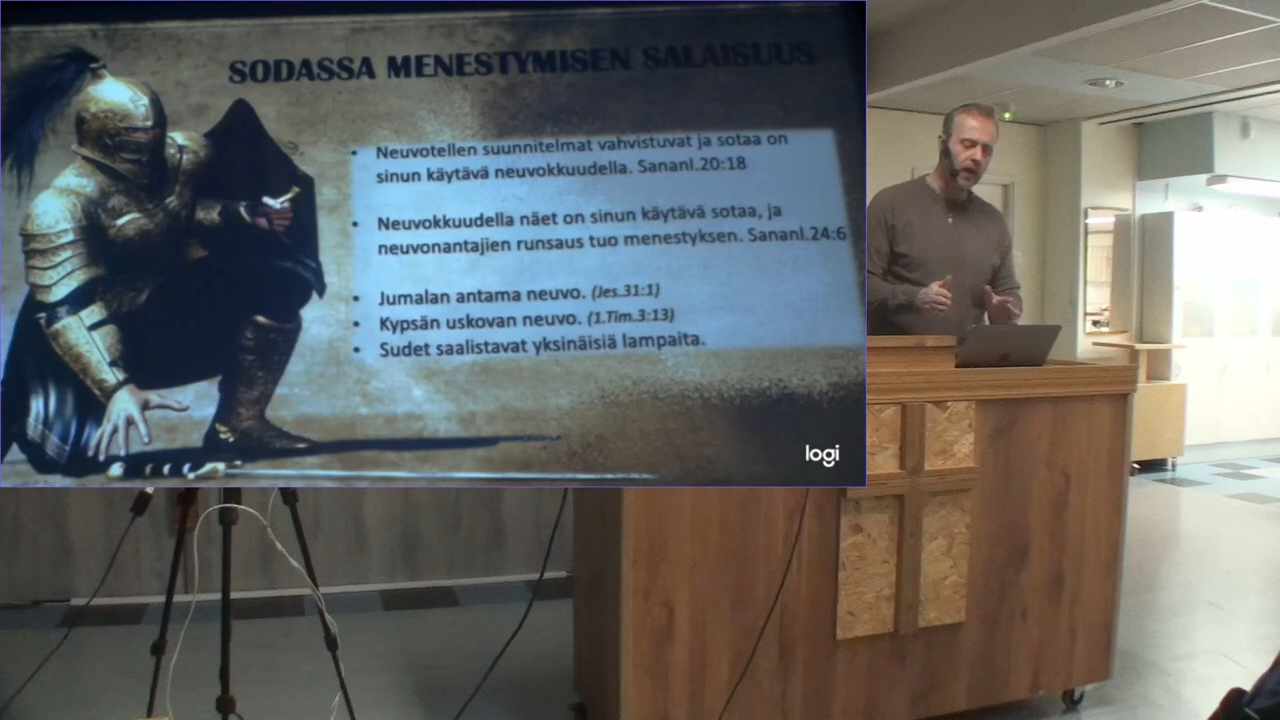 SODASSA MENESTYMISEN SALAISUUS
• Neuvotellen suunnitelmat vahvistuvat ja sotaa on
sinun käytävä neuvokkuudella. Sananl.20:18
• Neuvokkuudella näet on sinun käytävä sotaa, ja
neuvonantajien runsaus tuo menestyksen. Sananl.24:6
• Jumalan antama neuvo. (Jes.31:1)
• Kypsän uskovan neuvo. (1.Tim.3:13)
• Sudet saalistavat yksinäisiä lampaita.
logi